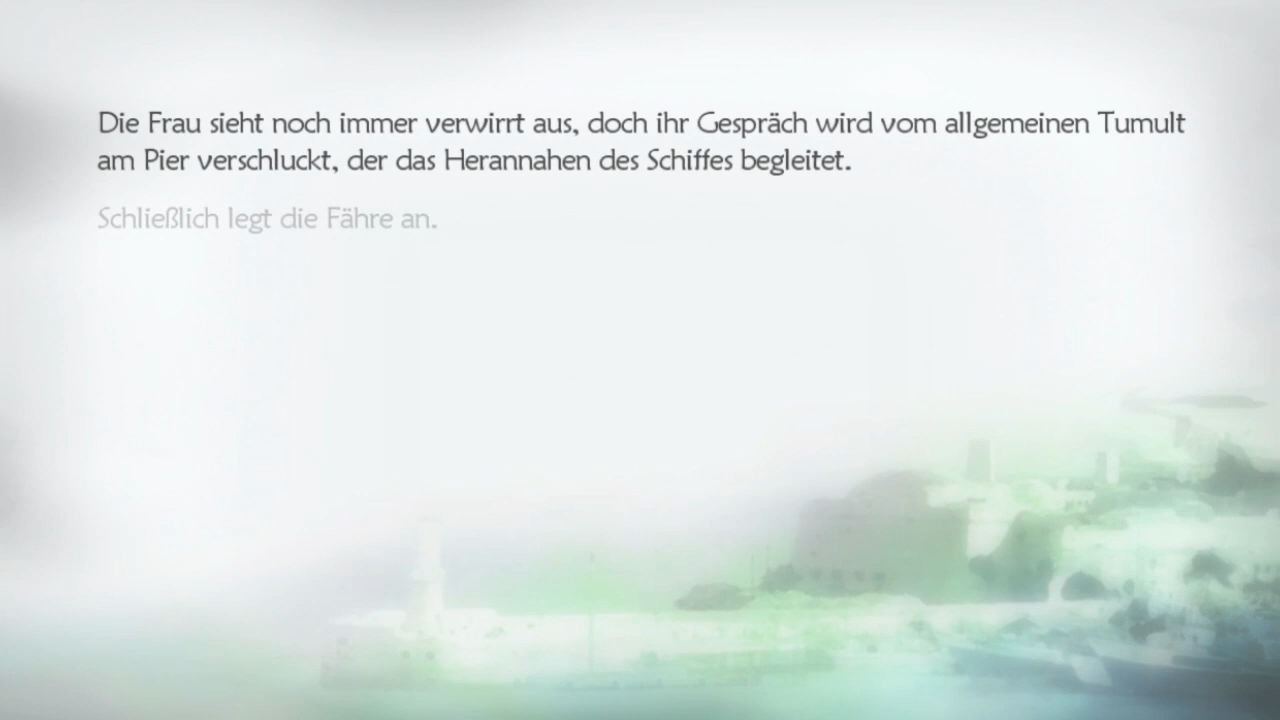 Die Frau sieht noch immer verwirrt aus, doch ihr Gespräch wird vom allgemeinen Tumult
am Pier verschluckt, der das Herannahen des Schiffes begleitet.
Schließlich legt die Fähre an.